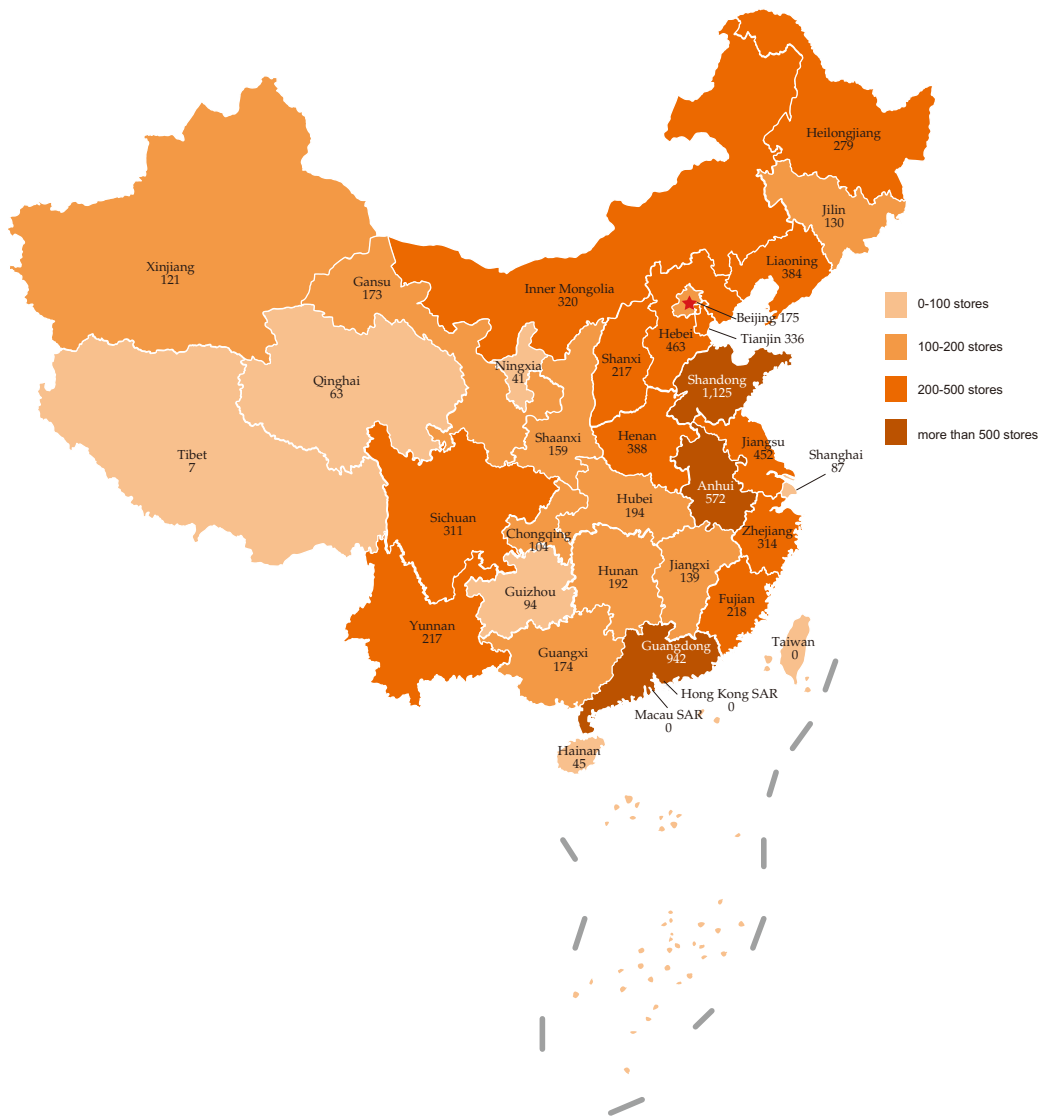 Heilongjiang
279
Jilin
130
Liaoning
384
Xinjiang
121
Gansu
173
Inner Mongolia
320
Beijing 175
Tianjin 336
Hebei
463
Shanxi
217
Ningxia
41
Qinghai
63
Shandong
1,125
Shaanxi
159
Henan
388
Jiangsu
452
Shanghai
87
Tibet
7
Anhui
572
Hubei
194
Sichuan
311
Chongqing
104
Zhejiang
314
Hunan
192
Jiangxi
139
Guizhou
94
Fujian
218
Yunnan
217
Guangxi
174
Guangdong
942
Taiwan
0
Hong Kong SAR
0
Macau SAR
0
Hainan
45
0-100 stores
100-200 stores
200-500 stores
more than 500 stores